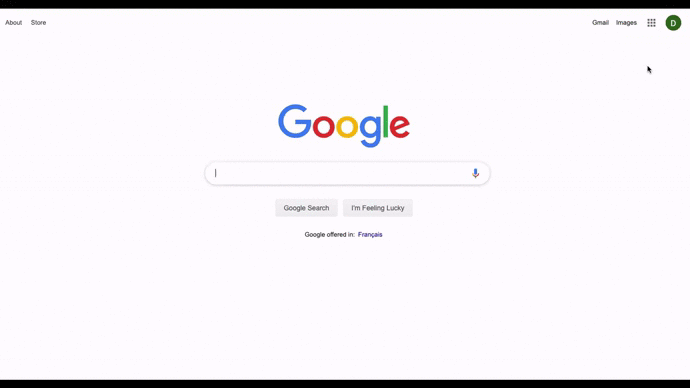 About Store
Gmail Images D
Google
Google Search I'm Feeling Lucky
Google offered in: Français